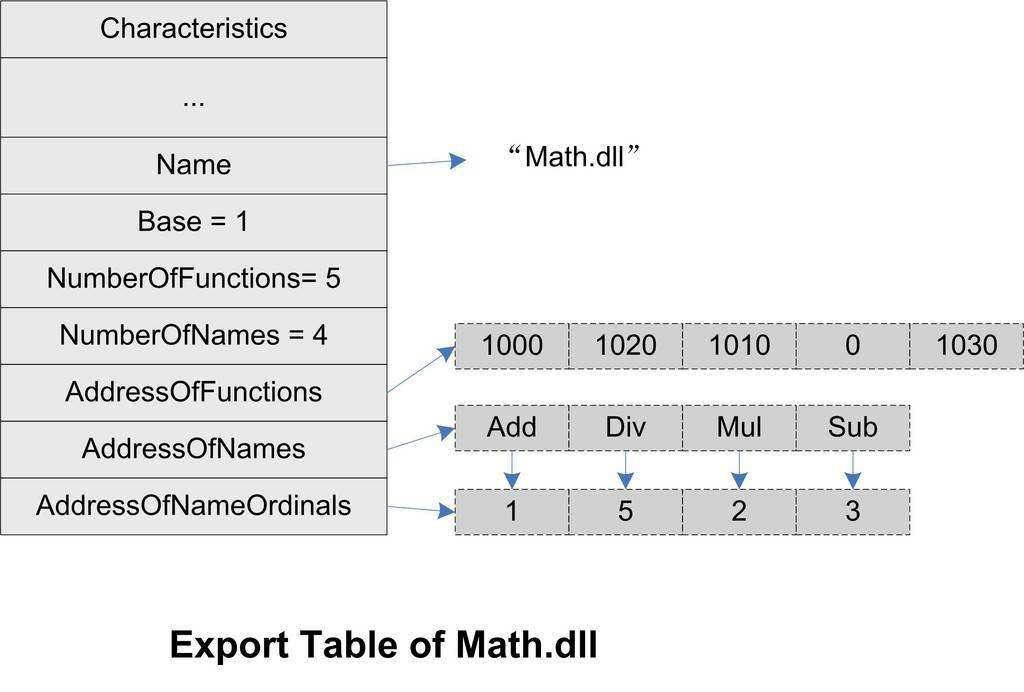 Characteristics
...
Name
“Math.dll”
Base = 1
NumberOfFunctions= 5
NumberOfNames = 4
1000 1020 1010 0 1030
AddressOfFunctions
Add Div Mul Sub
AddressOfNames
AddressOfNameOrdinals
1 5 2 3
Export Table of Math.dll